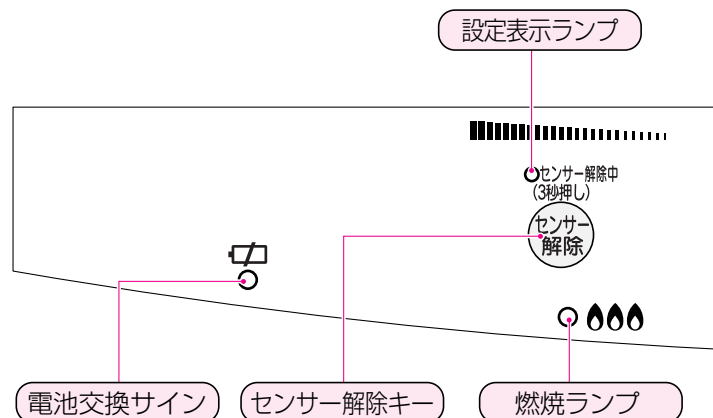 設定表示ランプ
センサー解除中
(3秒押し)
センサー
解除
電池交換サイン
センサー解除キー
燃焼ランプ